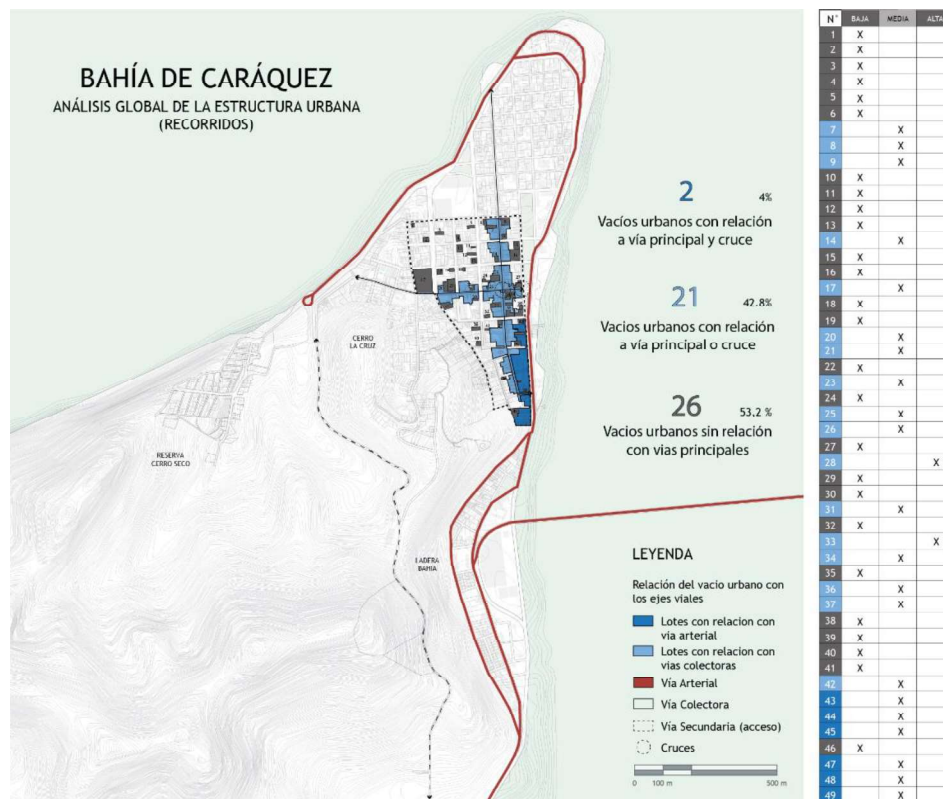 BAHÍA DE CARÁQUEZ
ANÁLISIS GLOBAL DE LA ESTRUCTURA URBANA
(RECORRIDOS)
2 4%
Vacíos urbanos con relación
a vía principal y cruce
21 42.8%
Vacios urbanos con relación
a vía principal o cruce
26 53,2 %
Vacios urbanos sin relación
con vias principales
CERRO
LA CRUZ
RESERVA
CERRO SECO
LADERA
BAHIA
LEYENDA
Relación del vacio urbano con
los ejes viales
Lotes con relacion con
via arterial
Lotes con relacion con
vias colectoras
Vía Arterial
Vía Colectora
Vía Secundaria (acceso)
Cruces
0 100 m 500 m
N° BAJA MEDIA ALTA
1 X
2 X
3 X
4 X
5 X
6 X
7 X
8 X
9 X
10 X
11 X
12 X
13 X
14 X
15 X
16 X
17 X
18 X
19 X
20 X
21 X
22 X
23 X
24 X
25 X
26 X
27 X
28 X
29 X
30 X
31 X
32 X
33 X
34 X
35 X
36 X
37 X
38 X
39 X
40 X
41 X
42 X
43 X
44 X
45 X
46 X
47 X
48 X
49 X